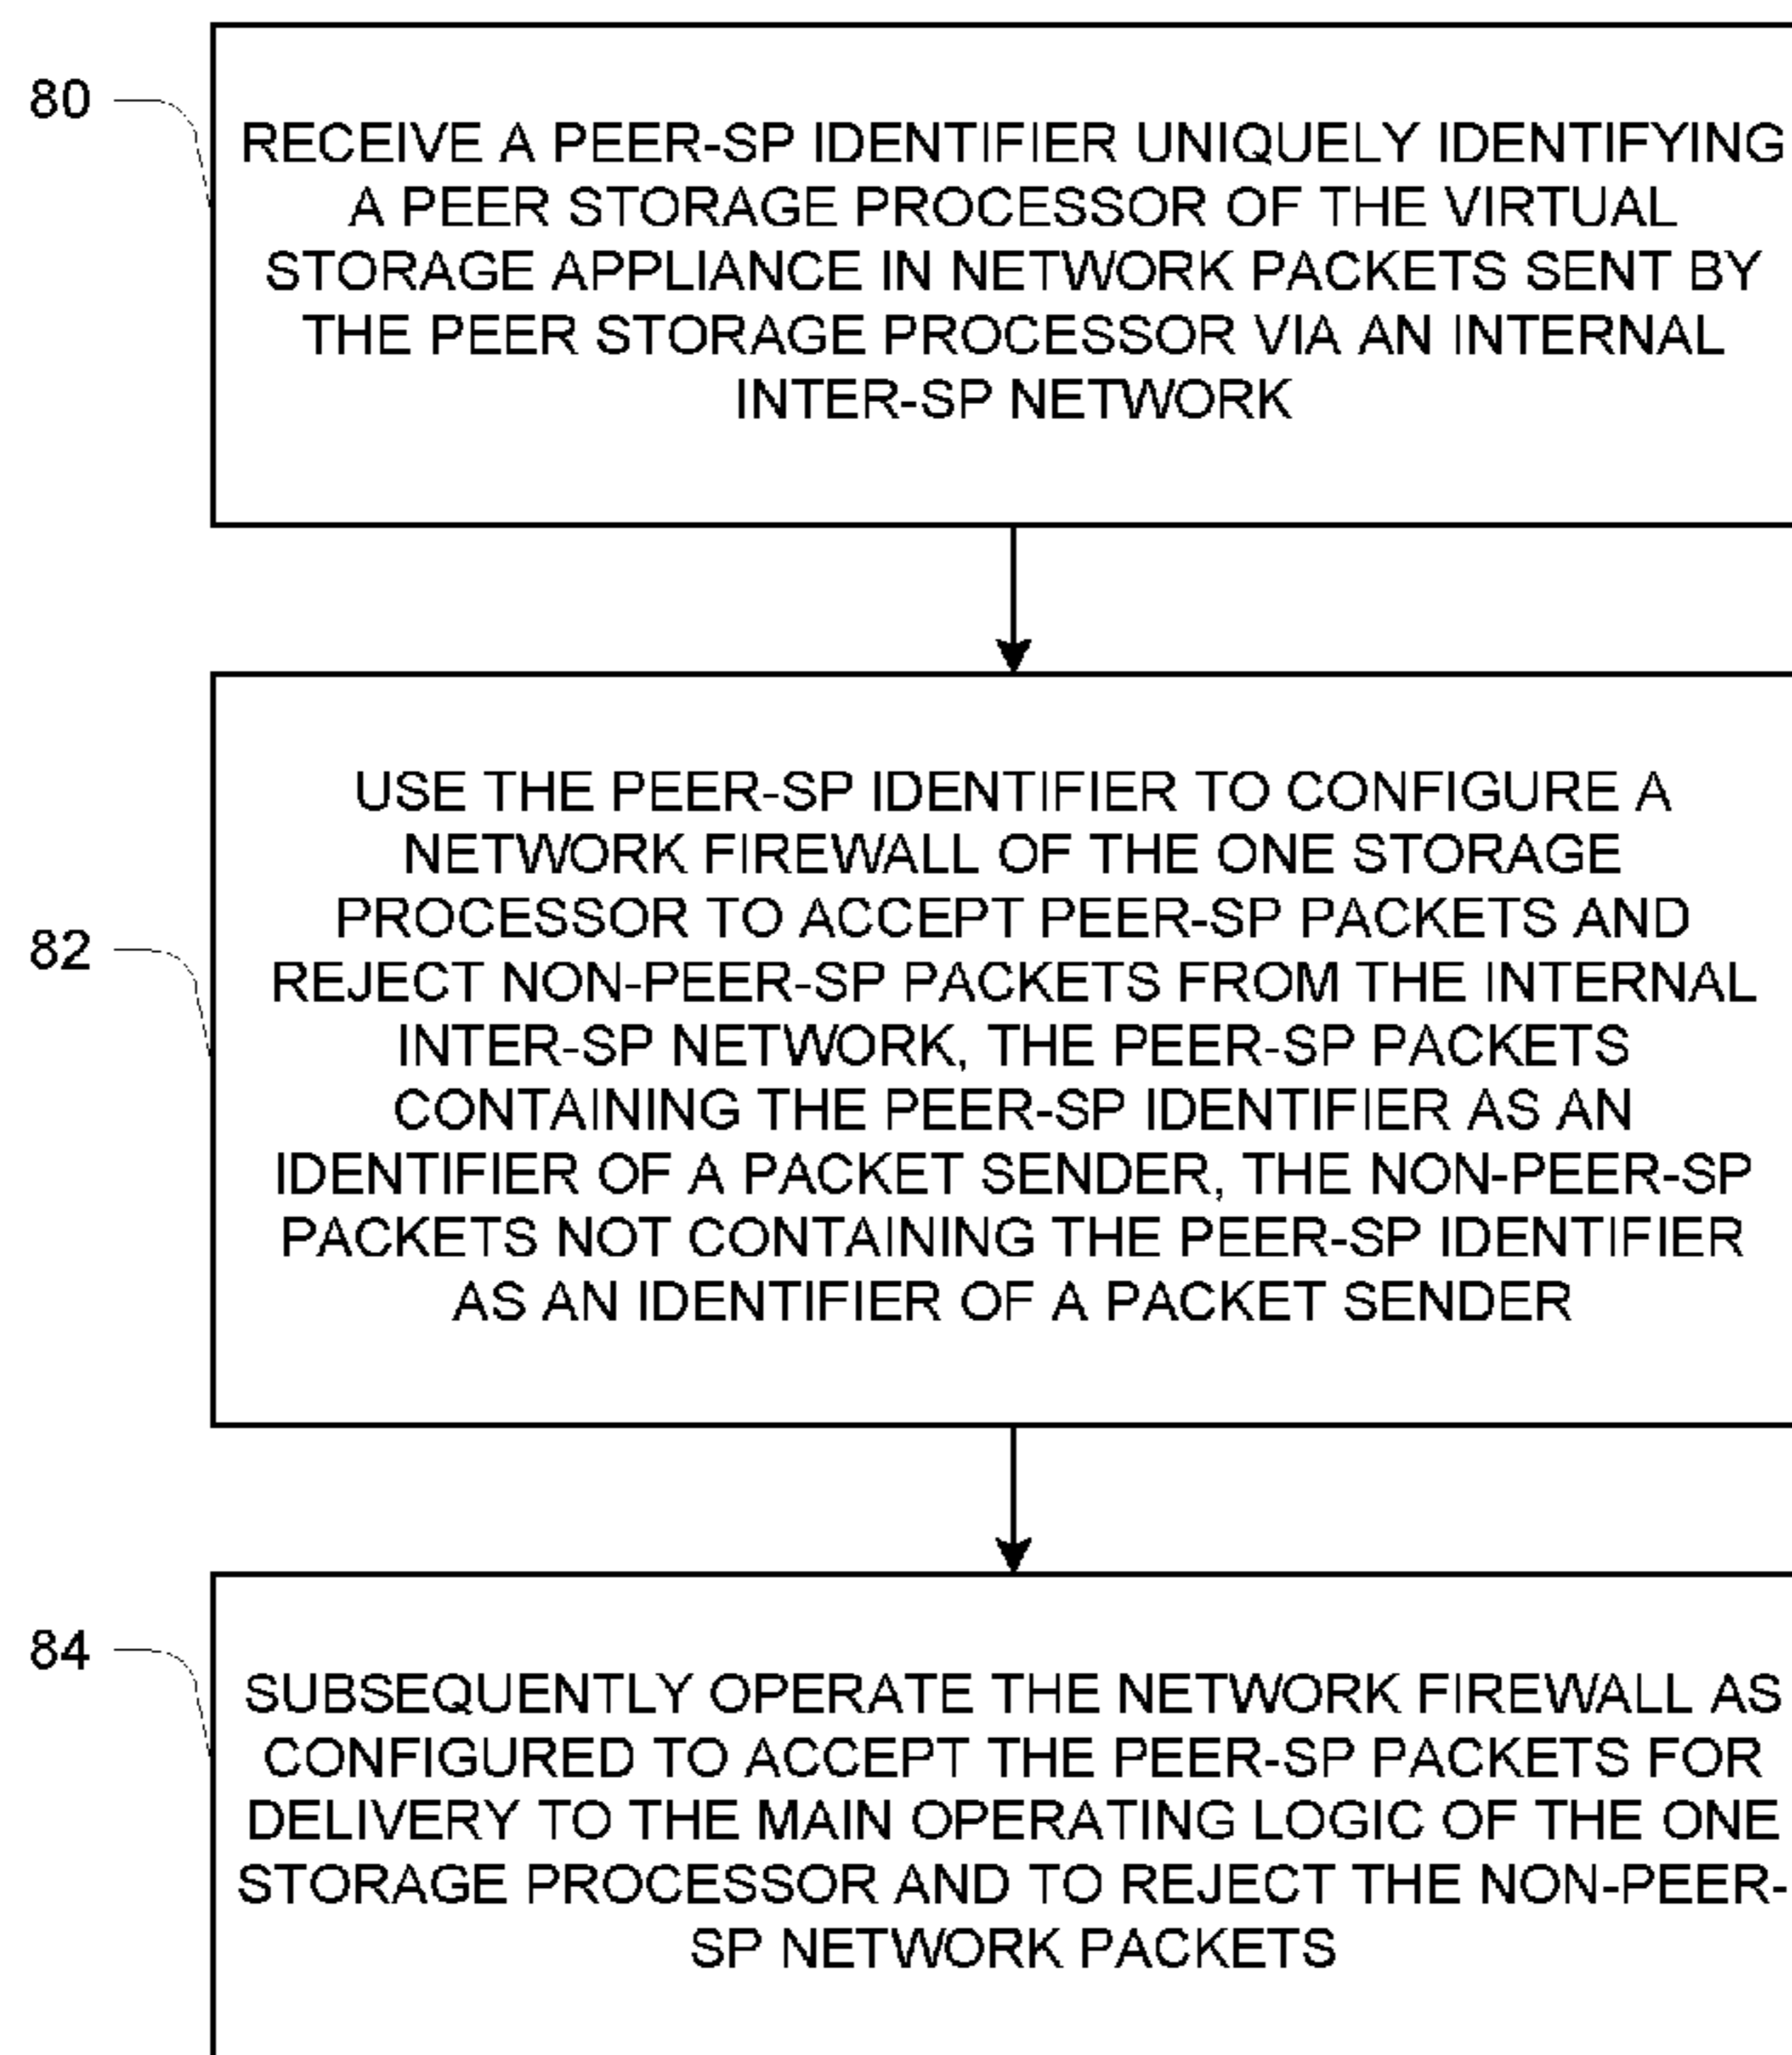 80
RECEIVE A PEER-SP IDENTIFIER UNIQUELY IDENTIFYING
A PEER STORAGE PROCESSOR OF THE VIRTUAL
STORAGE APPLIANCE IN NETWORK PACKETS SENT BY
THE PEER STORAGE PROCESSOR VIA AN INTERNAL
INTER-SP NETWORK
82
USE THE PEER-SP IDENTIFIER TO CONFIGURE A
NETWORK FIREWALL OF THE ONE STORAGE
PROCESSOR TO ACCEPT PEER-SP PACKETS AND
REJECT NON-PEER-SP PACKETS FROM THE INTERNAL
INTER-SP NETWORK, THE PEER-SP PACKETS
CONTAINING THE PEER-SP IDENTIFIER AS AN
IDENTIFIER OF A PACKET SENDER, THE NON-PEER-SP
PACKETS NOT CONTAINING THE PEER-SP IDENTIFIER
AS AN IDENTIFIER OF A PACKET SENDER
84
SUBSEQUENTLY OPERATE THE NETWORK FIREWALL AS
CONFIGURED TO ACCEPT THE PEER-SP PACKETS FOR
DELIVERY TO THE MAIN OPERATING LOGIC OF THE ONE
STORAGE PROCESSOR AND TO REJECT THE NON-PEER-
SP NETWORK PACKETS